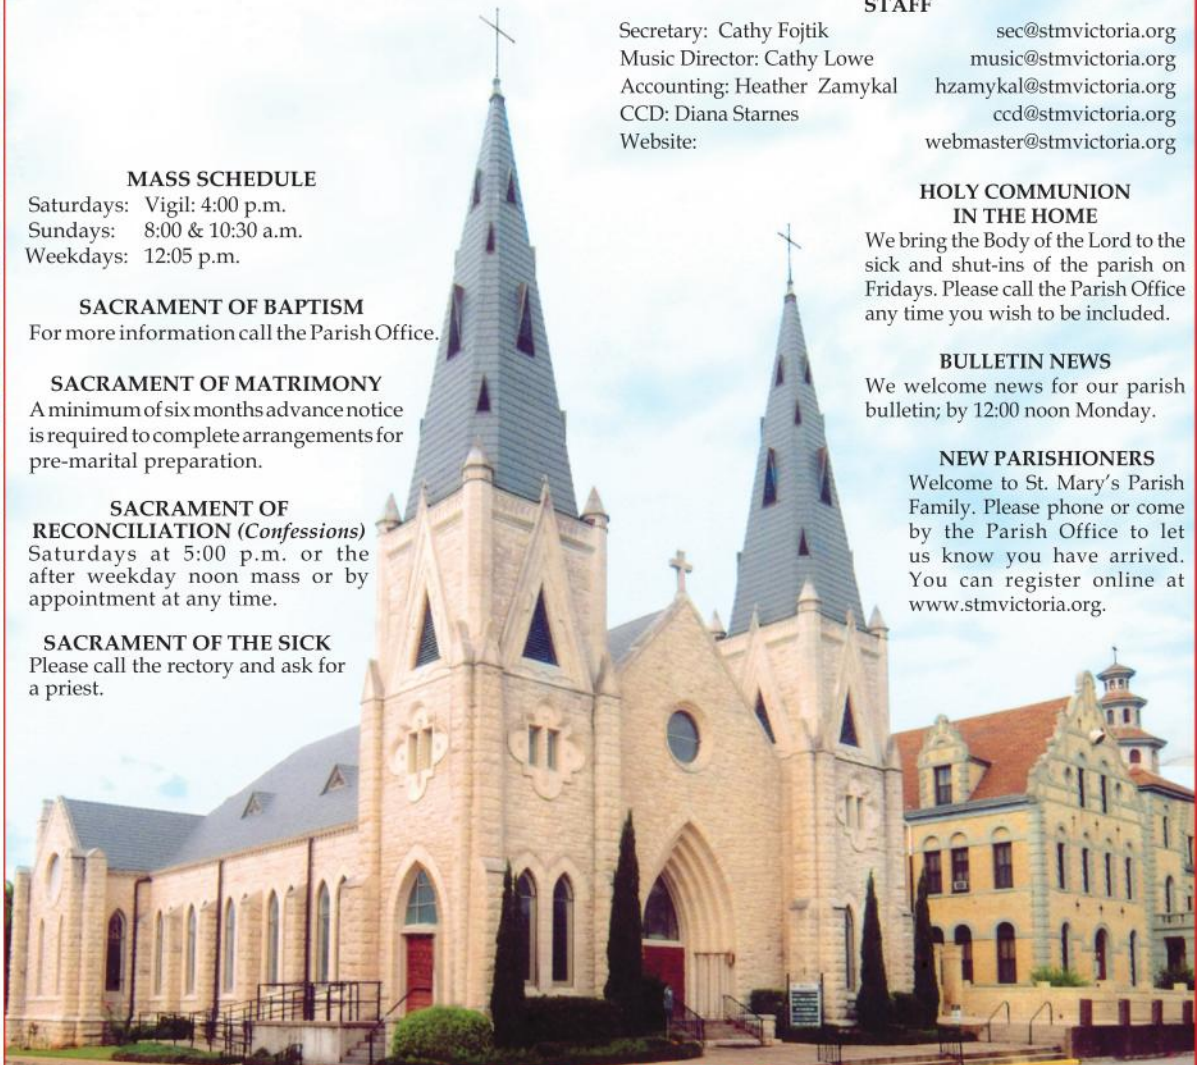 STAFF
Secretary: Cathy Fojtik sec@stmvictoria.org
Music Director: Cathy Lowe music@stmvictoria.org
Accounting: Heather Zamykal hzamykal@stmvictoria.org
CCD: Diana Starnes ccd@stmvictoria.org
Website: webmaster@stmvictoria.org
MASS SCHEDULE
Saturdays: Vigil: 4:00 p.m.
Sundays: 8:00 & 10:30 a.m.
Weekdays: 12:05 p.m.
SACRAMENT OF BAPTISM
For more information call the Parish Office.
SACRAMENT OF MATRIMONY
A minimum of six months advance notice
is required to complete arrangements for
pre-marital preparation.
SACRAMENT OF
RECONCILIATION (Confessions)
Saturdays at 5:00 p.m. or the
after weekday noon mass or by
appointment at any time.
SACRAMENT OF THE SICK
Please call the rectory and ask for
a priest.
HOLY COMMUNION
IN THE HOME
We bring the Body of the Lord to the
sick and shut-ins of the parish on
Fridays. Please call the Parish Office
any time you wish to be included.
BULLETIN NEWS
We welcome news for our parish
bulletin; by 12:00 noon Monday.
NEW PARISHIONERS
Welcome to St. Mary's Parish
Family. Please phone or come
by the Parish Office to let
us know you have arrived.
You can register online at
www.stmvictoria.org.